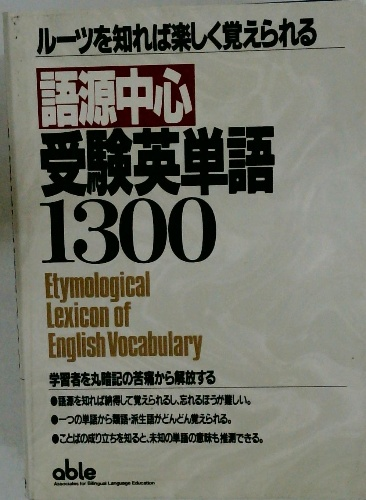 ルーツを知れば楽しく覚えられる
語源中心
受験英単語
1300
Etymological
Lexicon of
English Vocabulary
学習者を丸暗記の苦痛から解放する
●語源を知れば納得して覚えられるし、忘れるほうが難しい。
●一つの単語から類語・派生語がどんどん覚えられる。
●ことばの成り立ちを知ると、未知の単語の意味も推測できる。
able
Associates for Bilingual Language Education